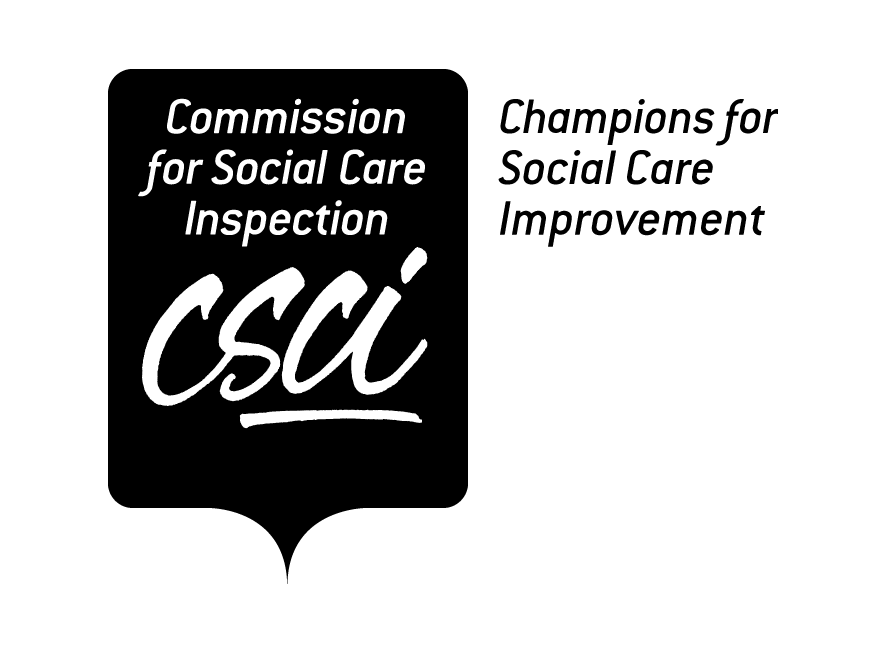 Commission
for Social Care
Inspection
csci
Champions for
Social Care
Improvement